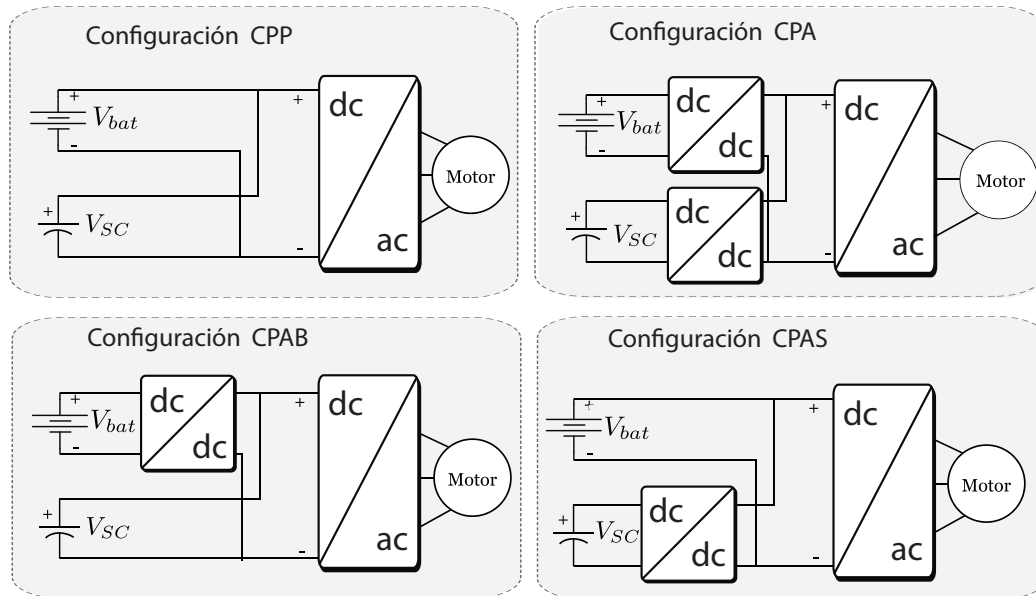 Configuración CPP
+
V_bat
-
+
V_SC
+
-
dc
ac
Motor
Configuración CPA
+
V_bat
-
dc
dc
+
V_SC
dc
dc
+
-
dc
ac
Motor
Configuración CPAB
+
V_bat
-
dc
dc
+
V_SC
+
-
dc
ac
Motor
Configuración CPAS
+
V_bat
-
+
V_SC
dc
dc
+
-
dc
ac
Motor